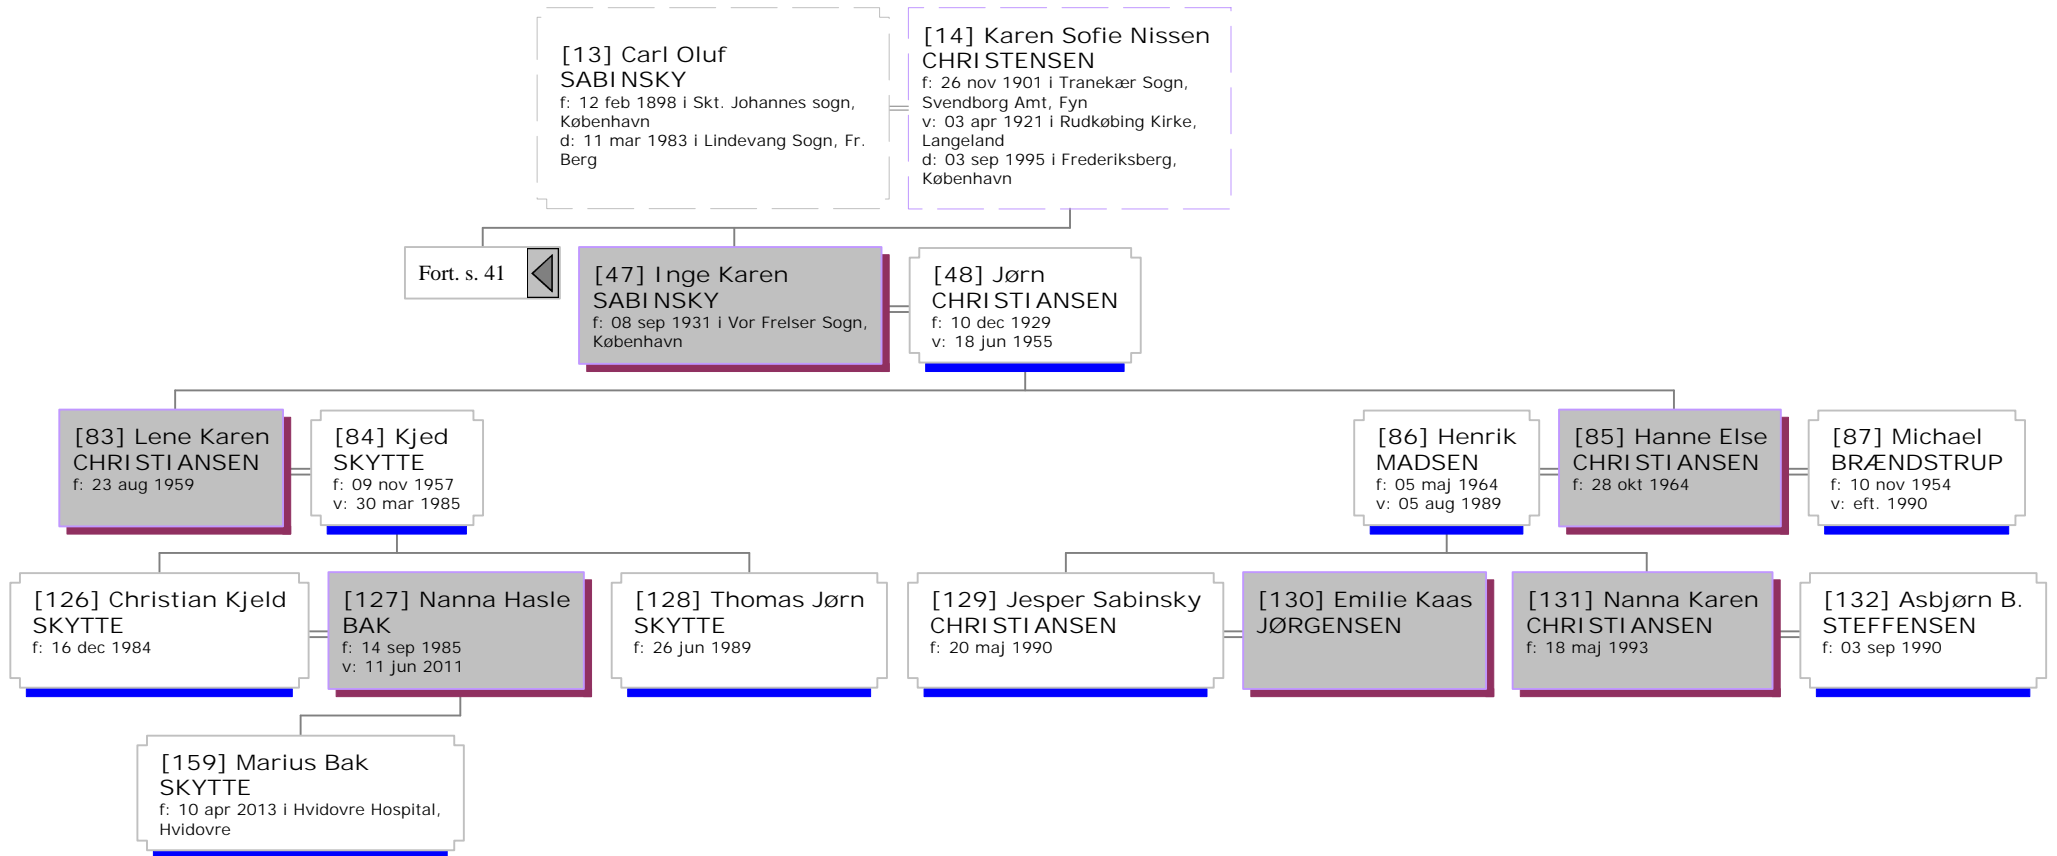 [13] Carl Oluf
SABINSKY
f: 12 feb 1898 i Skt. Johannes sogn,
København
d: 11 mar 1983 i Lindevang Sogn, Fr.
Berg
[14] Karen Sofie Nissen
CHRISTENSEN
f: 26 nov 1901 i Tranekær Sogn,
Svendborg Amt, Fyn
v: 03 apr 1921 i Rudkøbing Kirke,
Langeland
d: 03 sep 1995 i Frederiksberg,
København
Fort. s. 41
[47] Inge Karen
SABINSKY
f: 08 sep 1931 i Vor Frelser Sogn,
København
[48] Jørn
CHRISTIANSEN
f: 10 dec 1929
v: 18 jun 1955
[83] Lene Karen
CHRISTIANSEN
f: 23 aug 1959
[84] Kjed
SKYTTE
f: 09 nov 1957
v: 30 mar 1985
[86] Henrik
MADSEN
f: 05 maj 1964
v: 05 aug 1989
[85] Hanne Else
CHRISTIANSEN
f: 28 okt 1964
[87] Michael
BRÆNDSTRUP
f: 10 nov 1954
v: eft. 1990
[126] Christian Kjeld
SKYTTE
f: 16 dec 1984
[127] Nanna Hasle
BAK
f: 14 sep 1985
v: 11 jun 2011
[128] Thomas Jørn
SKYTTE
f: 26 jun 1989
[129] Jesper Sabinsky
CHRISTIANSEN
f: 20 maj 1990
[130] Emilie Kaas
JØRGENSEN
[131] Nanna Karen
CHRISTIANSEN
f: 18 maj 1993
[132] Asbjørn B.
STEFFENSEN
f: 03 sep 1990
[159] Marius Bak
SKYTTE
f: 10 apr 2013 i Hvidovre Hospital,
Hvidovre